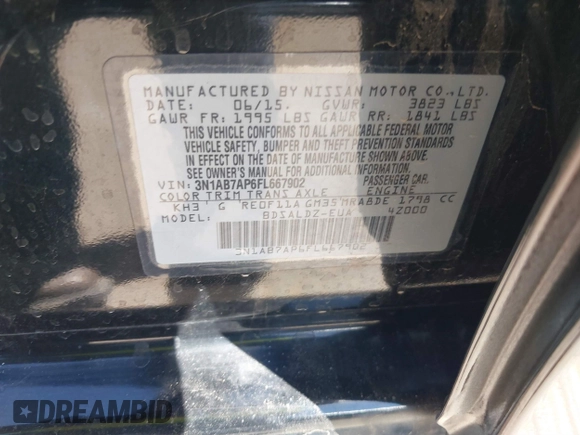 MANUFACTURED BY NISSAN MOTOR CO.,LTD.
DATE: 06/15. GVWR: 3823 LBS
GAWR FR: 1995 LBS GAUR RR: 1841 LBS
THIS VEHICLE CONFORMS TO ALL APPLICABLE FEDERAL MOTOR
VEHICLE SAFETY, BUMPER, AND THEFT PREVENTION STANDARDS
IN EFFECT ON THE DATE OF MANUFACTURE SHOWN ABOVE.
SEE OWNER'S MANUAL FOR ADDITIONAL INFORMATION.
VIN: 3N1AB7AP6FL667902 PASSENGER CAR.
COLOR TRIM TRANS AXLE ENGINE
KH3 G RE0F11A GM35 MRA8DE 1798 CC
MODEL: BDSALDZ-EUA 42000
3N1AB7AP6FL667902
DREAMBID